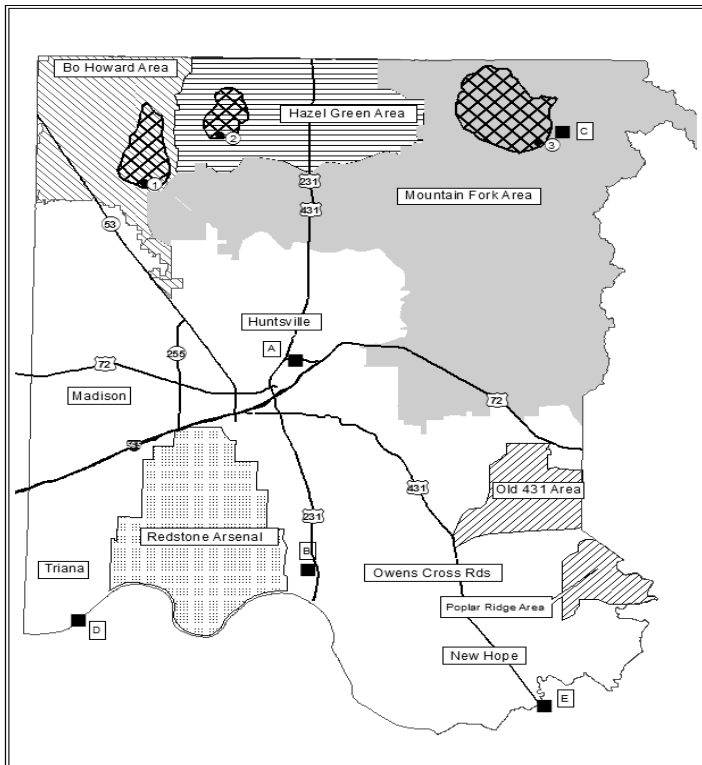 Bo Howard Area
Hazel Green Area
2
C
3
1
231
431
Mountain Fork Area
53
Huntsville
A
255
72
Madison
72
431
Old 431 Area
231
Redstone Arsenal
B
Triana
Owens Cross Rds
Poplar Ridge Area
D
New Hope
E